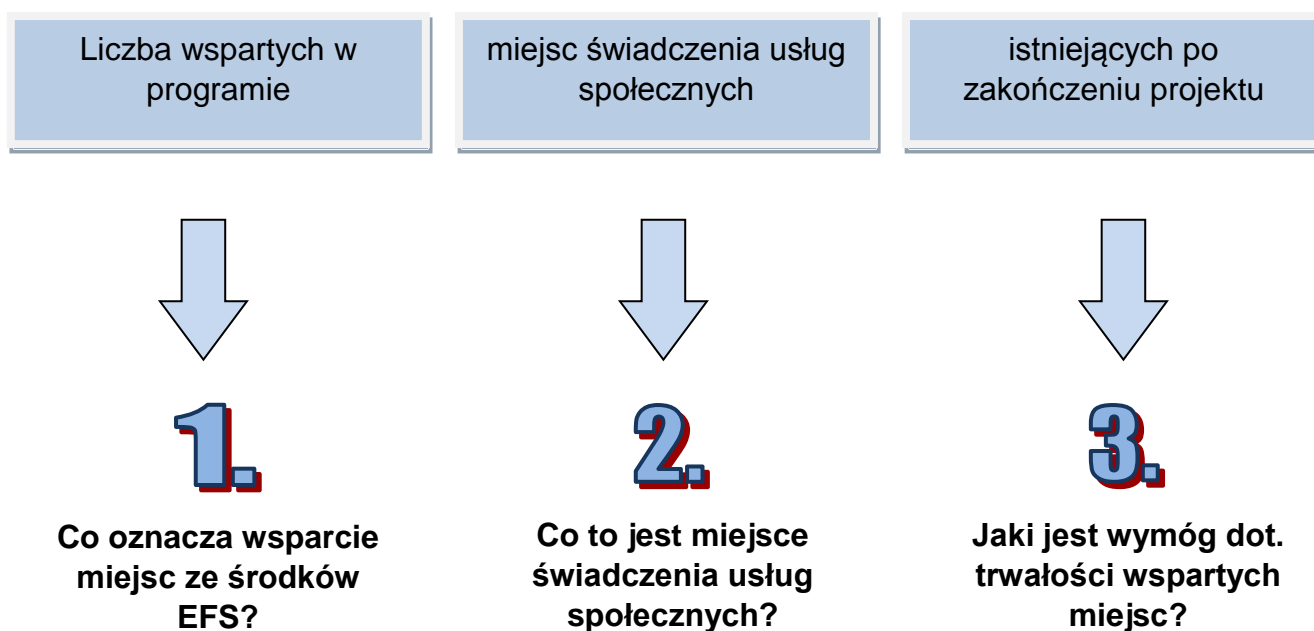 Liczba wspartych w
programie
miejsc świadczenia usług
społecznych
istniejących po
zakończeniu projektu
1.
Co oznacza wsparcie
miejsc ze środków
EFS?
2.
Co to jest miejsce
świadczenia usług
społecznych?
3.
Jaki jest wymóg dot.
trwałości wspartych
miejsc?